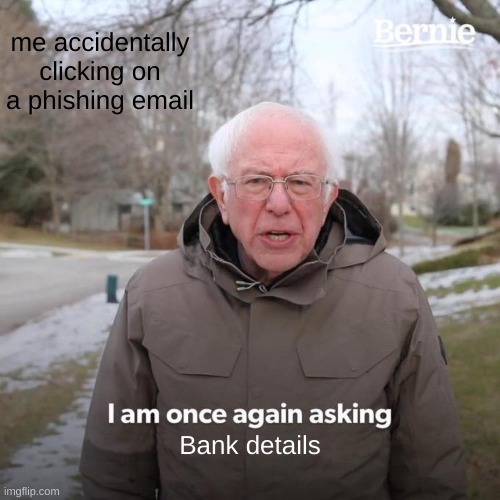 me accidentally
clicking on
a phishing email
Bernie
I am once again asking
Bank details
imgflip.com